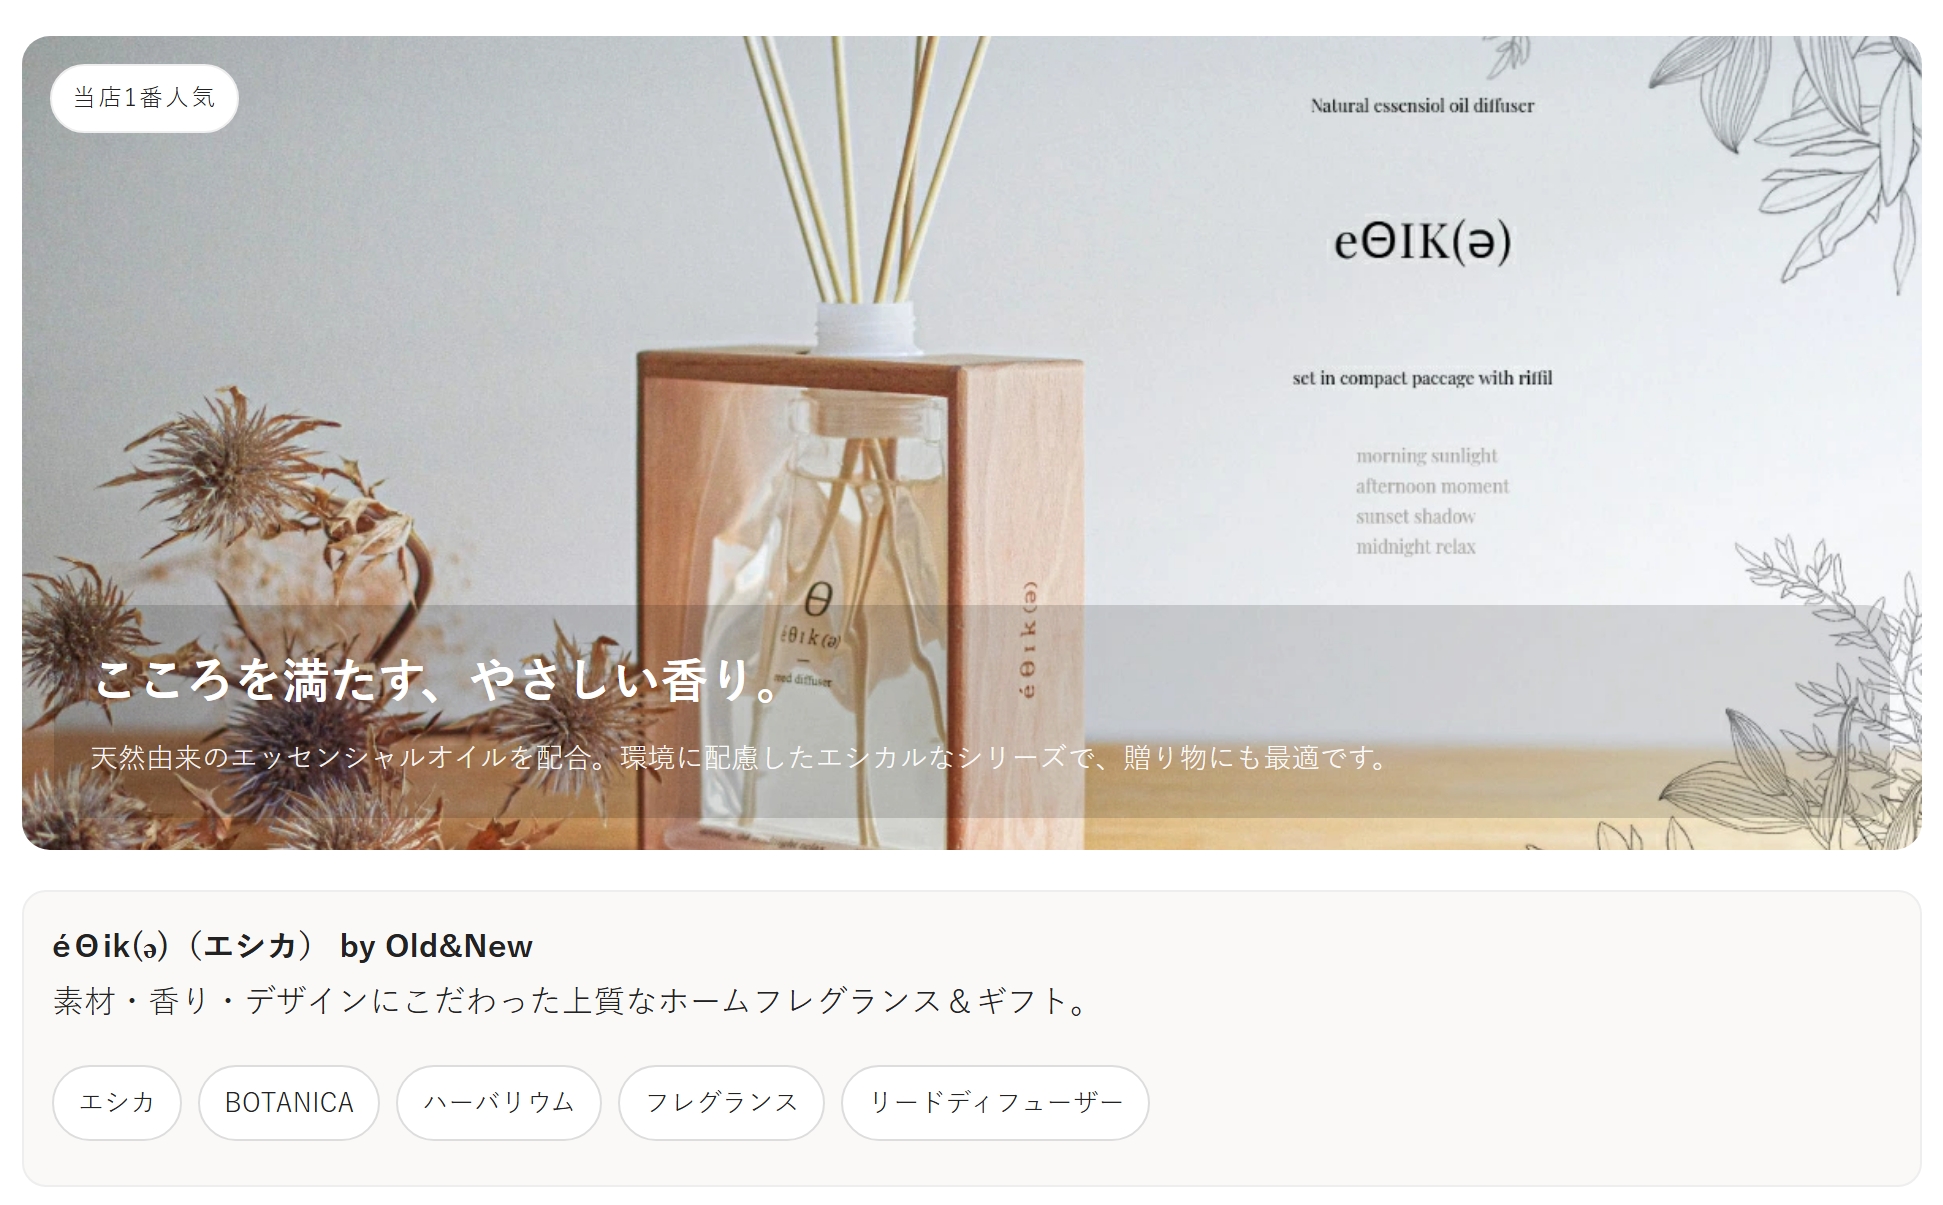 当店1番人気
Natural essensiol oil diffuser
eΘIK(ə)
set in compact paccage with riffil
morning sunlight
afternoon moment
sunset shadow
midnight relax
θ
éθık(ə)
reed diffuser
éΘık(ə)
こころを満たす、やさしい香り。
天然由来のエッセンシャルオイルを配合。環境に配慮したエシカルなシリーズで、贈り物にも最適です。
éΘik(ə)（エシカ） by Old&New
素材・香り・デザインにこだわった上質なホームフレグランス＆ギフト。
エシカ
BOTANICA
ハーバリウム
フレグランス
リードディフューザー